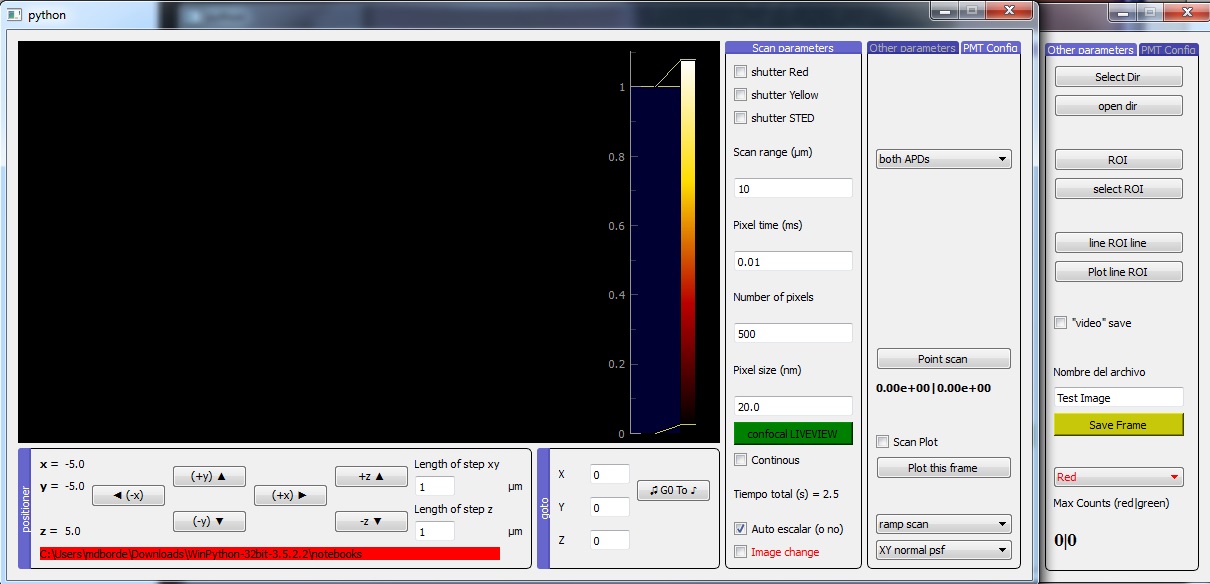 python
Scan parameters
Other parameters PMT Config
Other parameters PMT Config
shutter Red
shutter Yellow
shutter STED
Scan range (µm)
10
Pixel time (ms)
0.01
Number of pixels
500
Pixel size (nm)
20.0
confocal LIVEVIEW
Continous
Tiempo total (s) = 2.5
Auto escalar (o no)
Image change
1
0.8
0.6
0.4
0.2
0
both APDs
Point scan
0.00e+00|0.00e+00
Scan Plot
Plot this frame
ramp scan
XY normal psf
Select Dir
open dir
ROI
select ROI
line ROI line
Plot line ROI
"video" save
Nombre del archivo
Test Image
Save Frame
Red
Max Counts (red|green)
0|0
positioner
x = -5.0
y = -5.0
z = 5.0
◄ (-x)
(+y) ▲
(-y) ▼
(+x) ►
+z ▲
-z ▼
Length of step xy
1 µm
Length of step z
1 µm
C:\Users\mdborde\Downloads\WinPython-32bit-3.5.2.2\notebooks
goto
X 0
Y 0
Z 0
♫ G0 To ♪